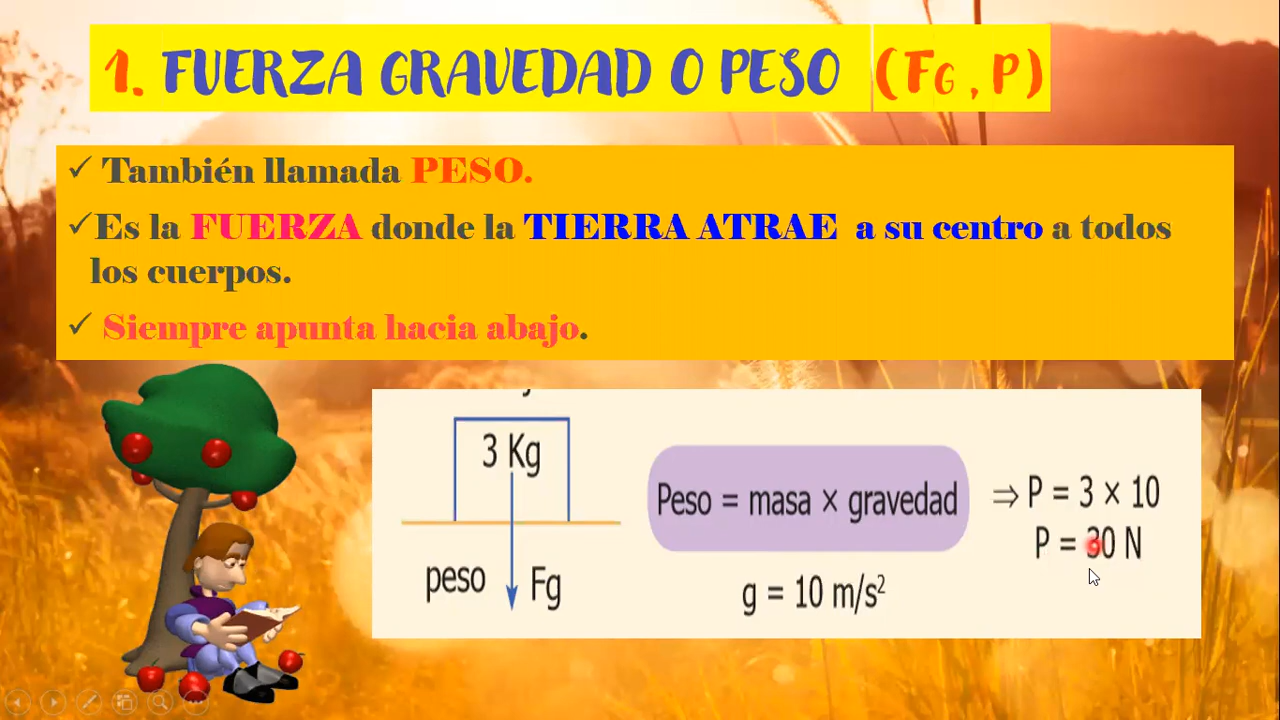 1. FUERZA GRAVEDAD O PESO (FG , P)
✓ También llamada PESO.
✓Es la FUERZA donde la TIERRA ATRAE a su centro a todos
los cuerpos.
✓ Siempre apunta hacia abajo.
3 Kg
peso Fg
Peso = masa × gravedad
g = 10 m/s²
⇒ P = 3 × 10
P = 30 N